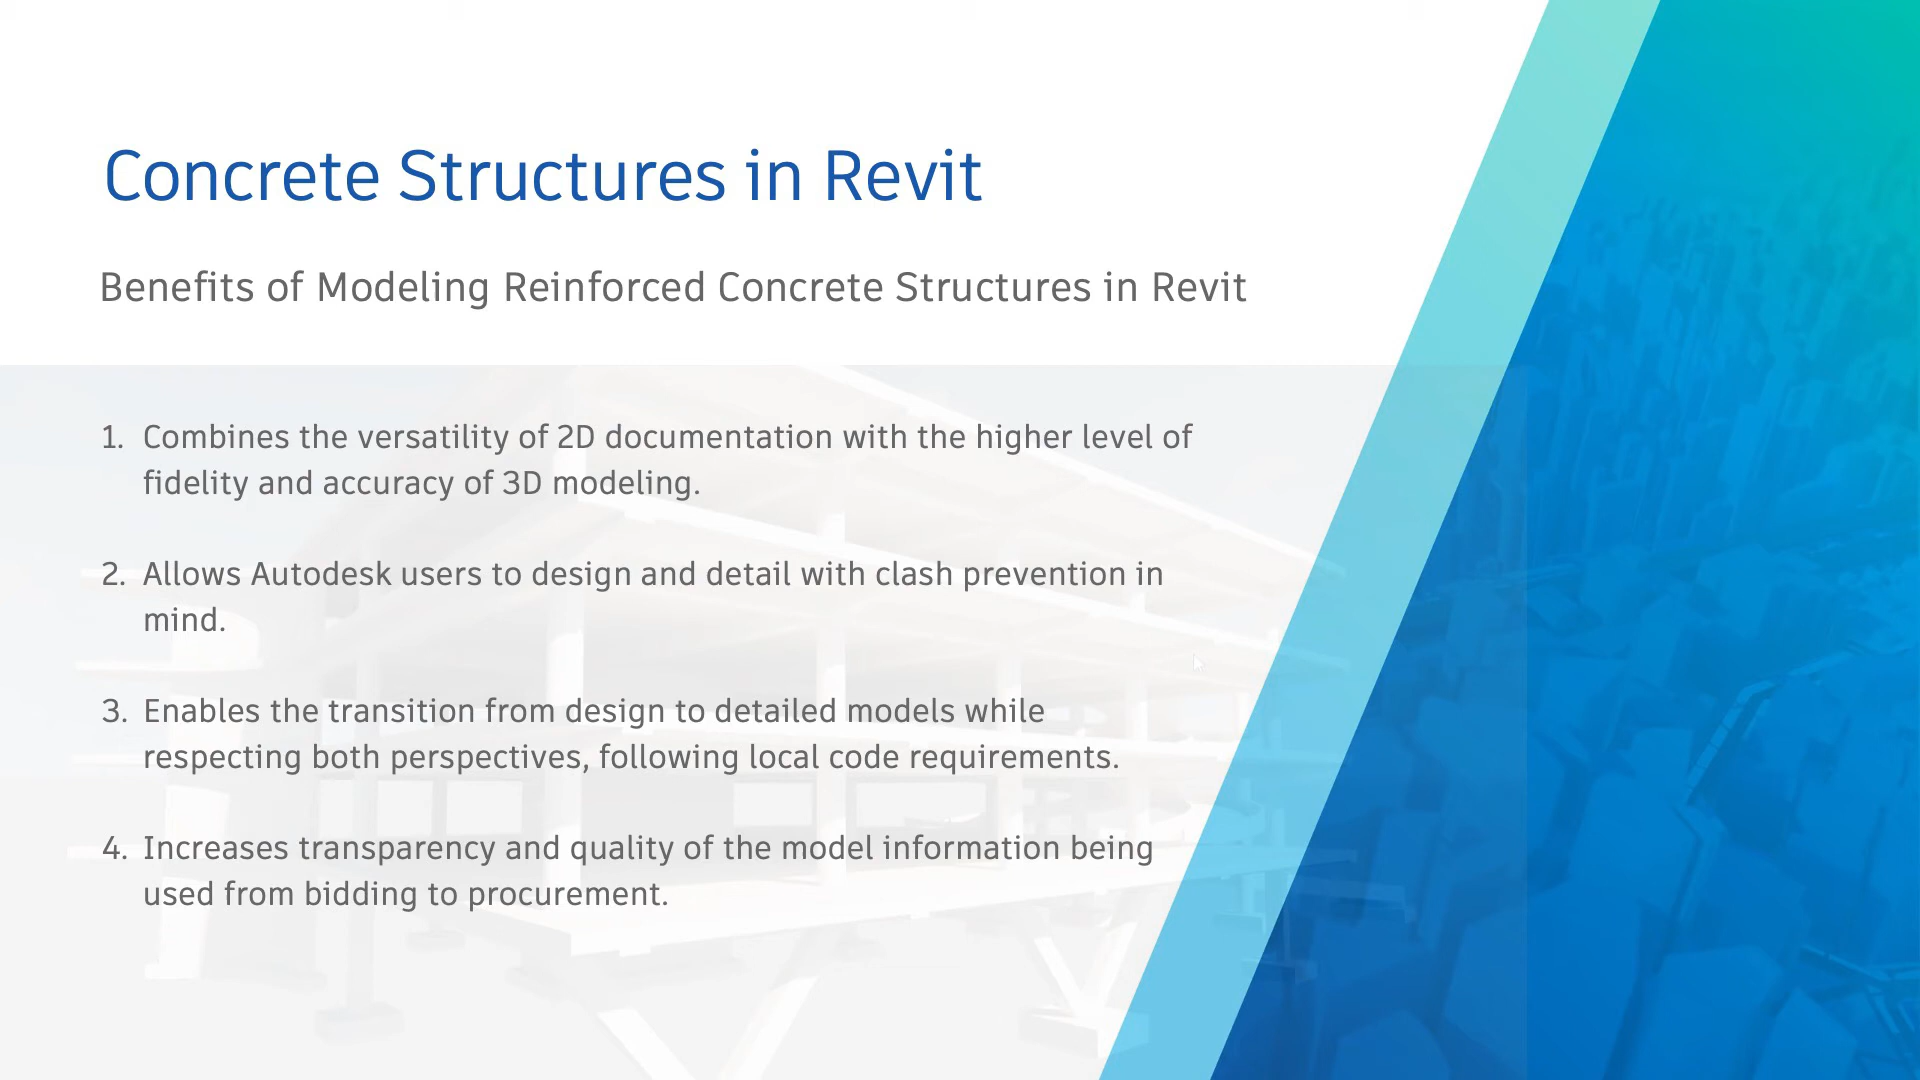 Concrete Structures in Revit
Benefits of Modeling Reinforced Concrete Structures in Revit
1. Combines the versatility of 2D documentation with the higher level of
fidelity and accuracy of 3D modeling.
2. Allows Autodesk users to design and detail with clash prevention in
mind.
3. Enables the transition from design to detailed models while
respecting both perspectives, following local code requirements.
4. Increases transparency and quality of the model information being
used from bidding to procurement.